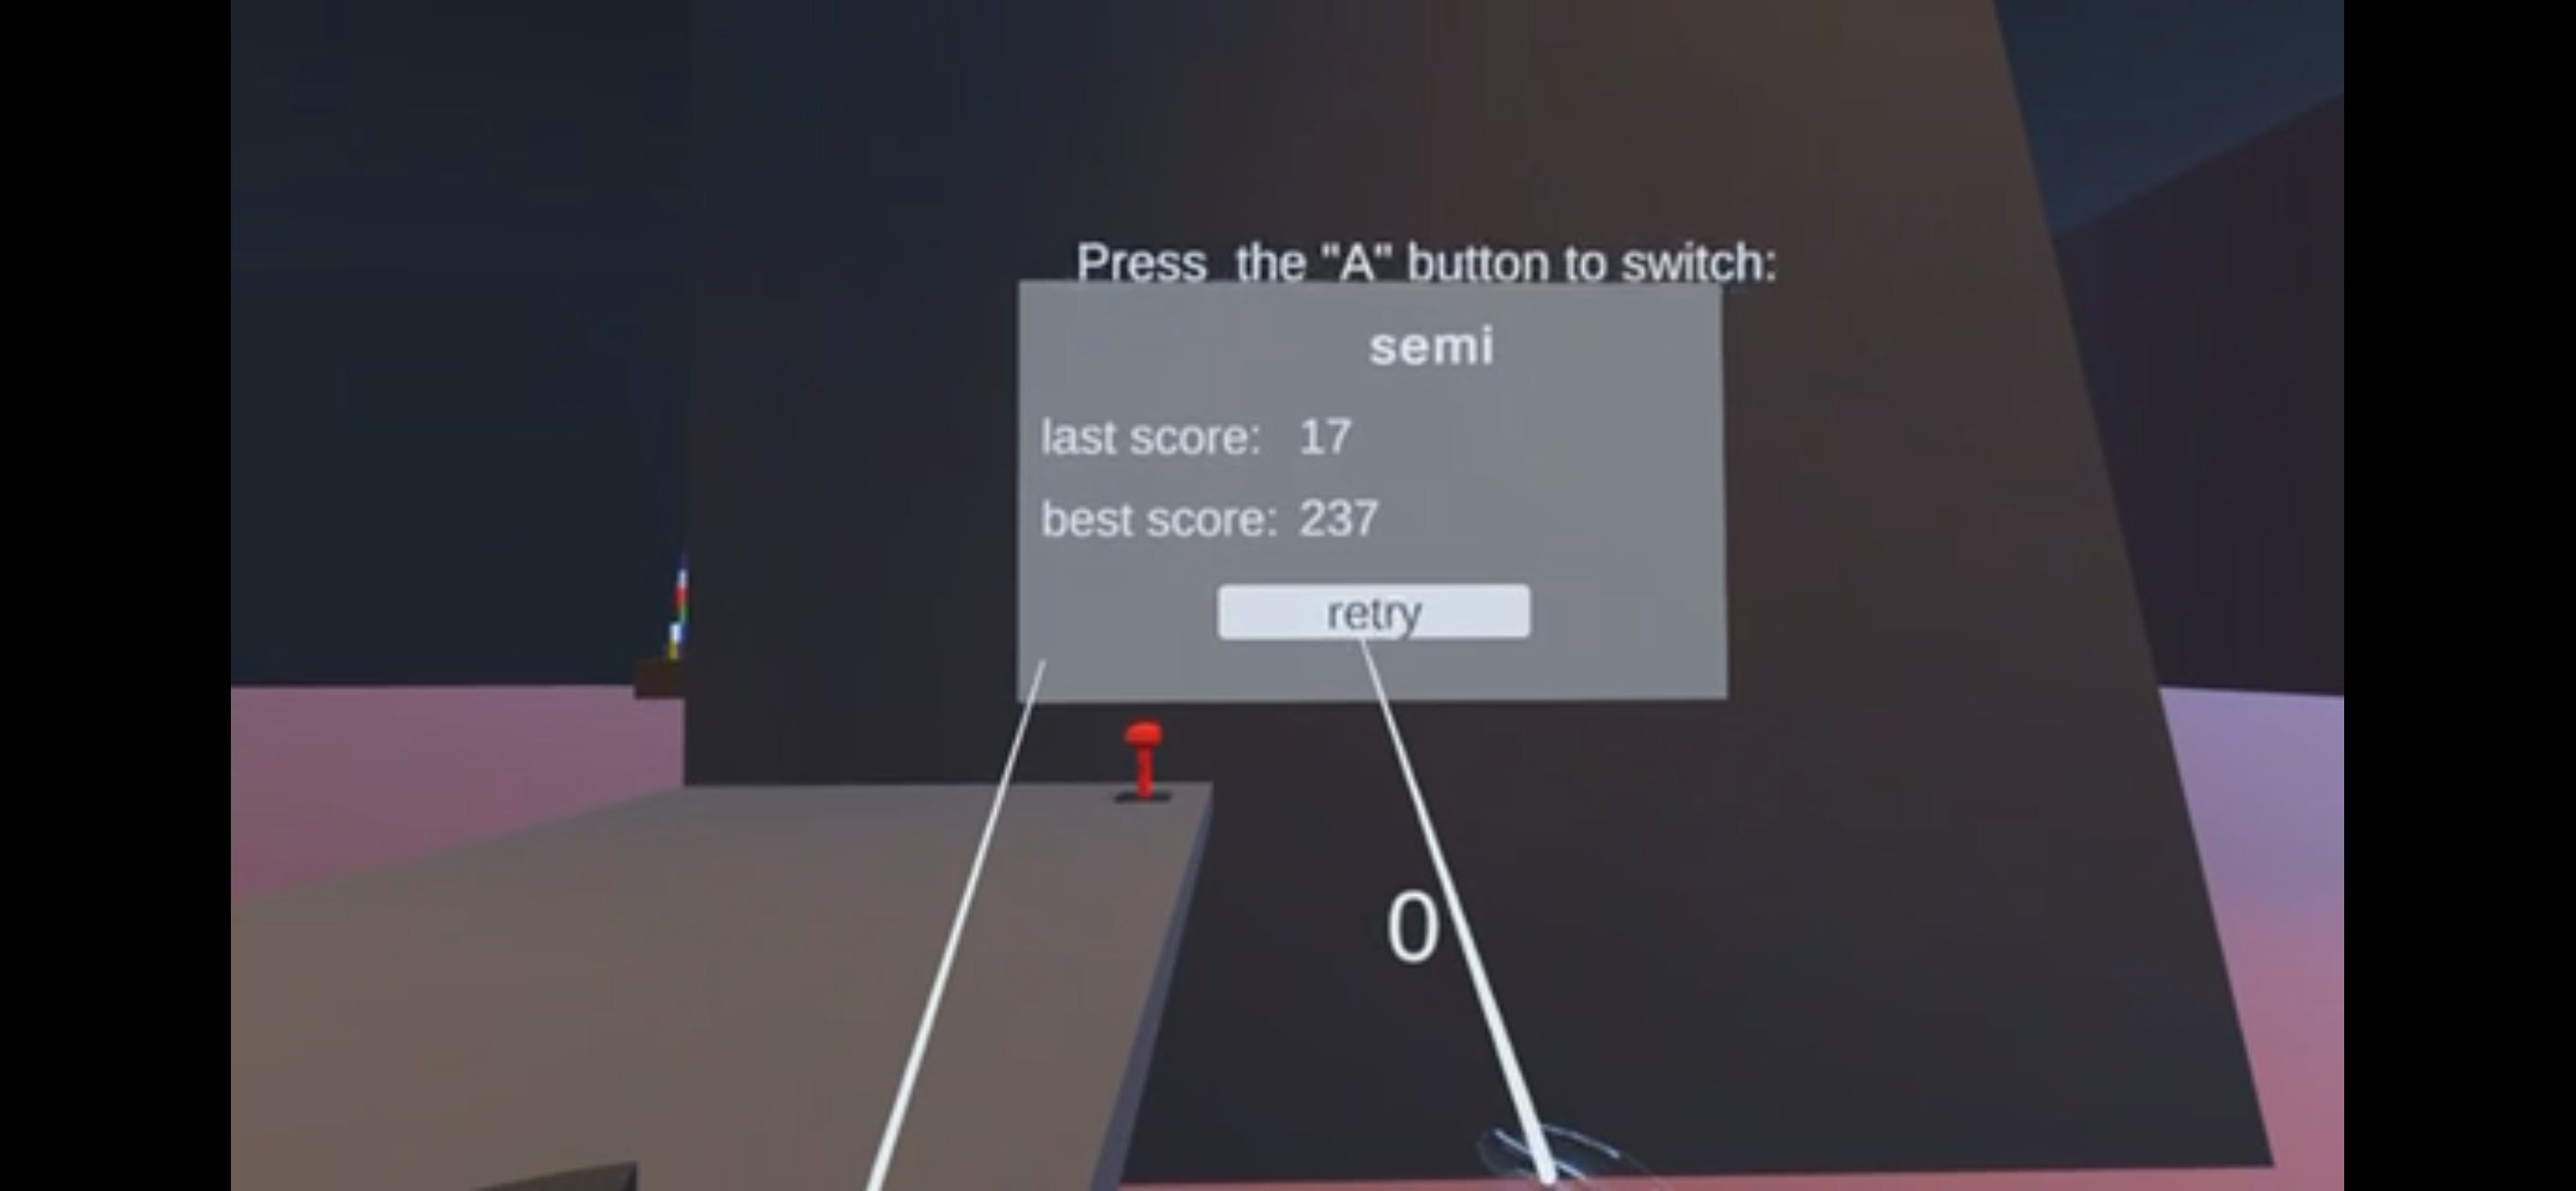 Press  the "A" button to switch:
semi
last score: 17
best score: 237
retry
0